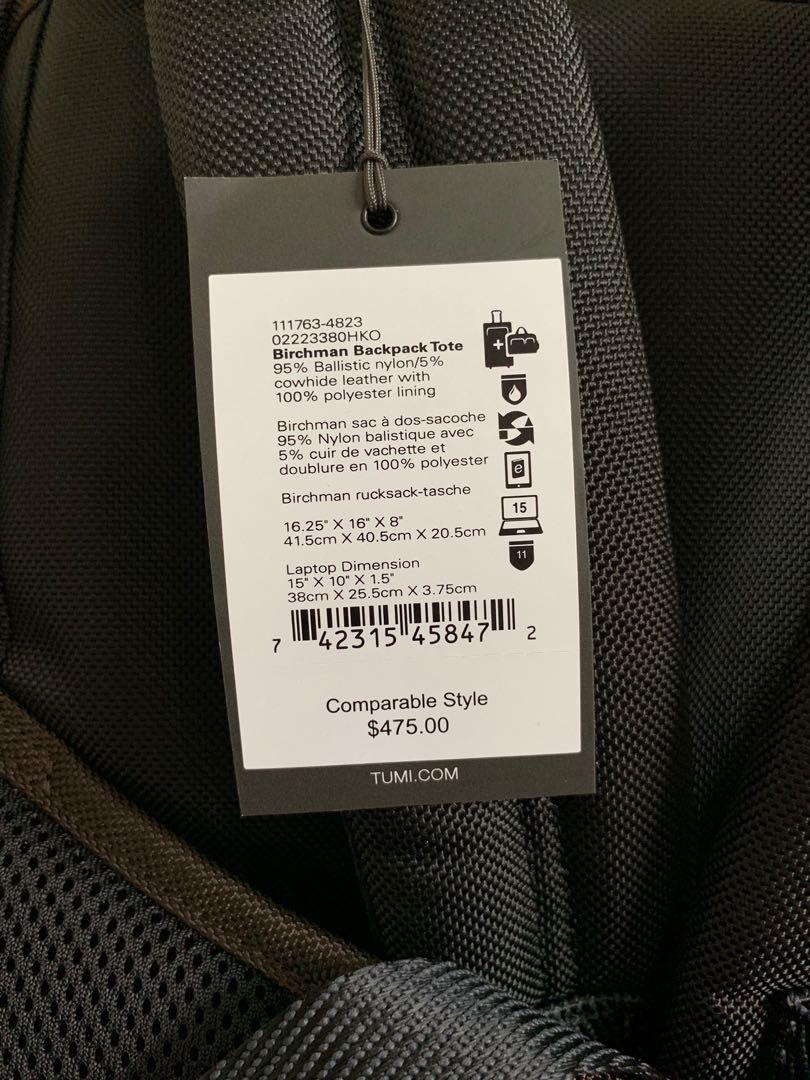 111763-4823
02223380HKO
Birchman Backpack Tote
95% Ballistic nylon/5%
cowhide leather with
100% polyester lining
Birchman sac à dos-sacoche
95% Nylon balistique avec
5% cuir de vachette et
doublure en 100% polyester
Birchman rucksack-tasche
16.25" X 16" X 8"
41.5cm X 40.5cm X 20.5cm
Laptop Dimension
15" X 10" X 1.5"
38cm X 25.5cm X 3.75cm
e
15
11
7 42315 45847 2
Comparable Style
$475.00
TUMI.COM